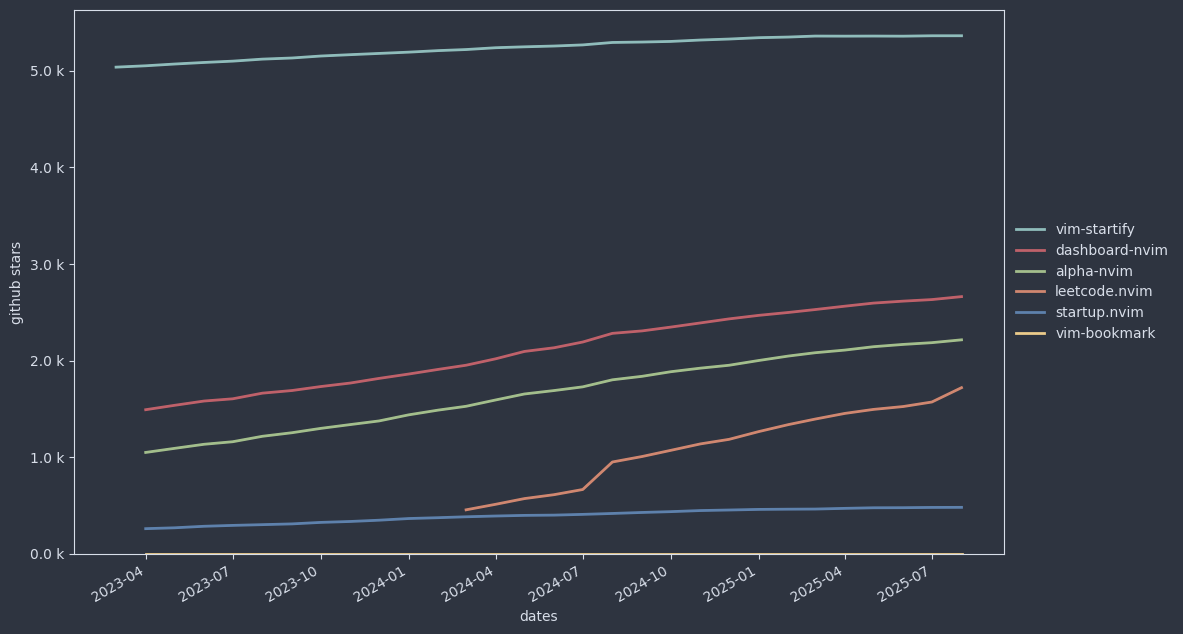 5.0 k
4.0 k
3.0 k
2.0 k
1.0 k
0.0 k
github stars
2023-04
2023-07
2023-10
2024-01
2024-04
2024-07
2024-10
2025-01
2025-04
2025-07
dates
vim-startify
dashboard-nvim
alpha-nvim
leetcode.nvim
startup.nvim
vim-bookmark